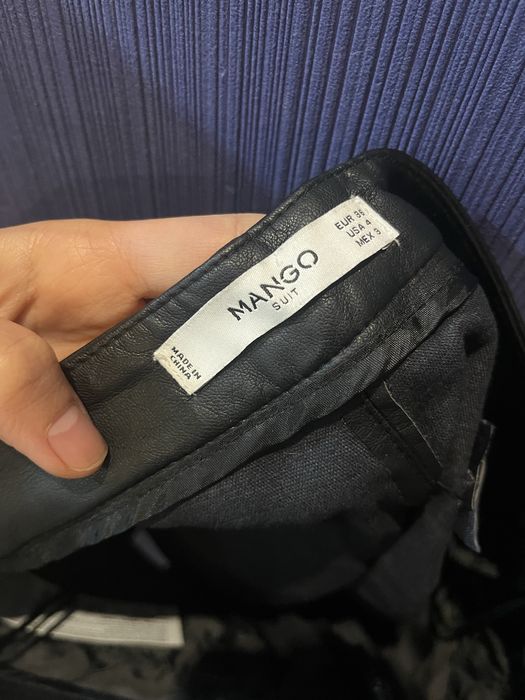 MANGO
SUIT
EUR 36
USA 4
MEX 3
MADE IN
CHINA